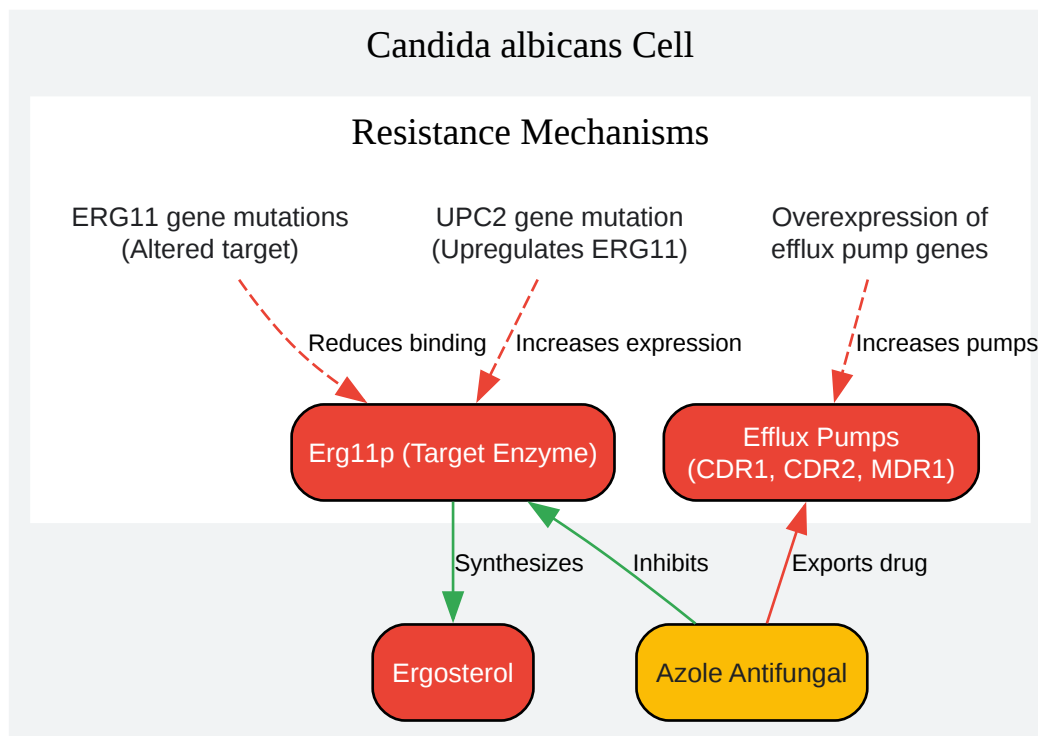 Candida albicans Cell
Resistance Mechanisms
ERG11 gene mutations
(Altered target)
UPC2 gene mutation
(Upregulates ERG11)
Overexpression of
efflux pump genes
Reduces binding
Increases expression
Increases pumps
Erg11p (Target Enzyme)
Efflux Pumps
(CDR1, CDR2, MDR1)
Synthesizes
Inhibits
Exports drug
Ergosterol
Azole Antifungal